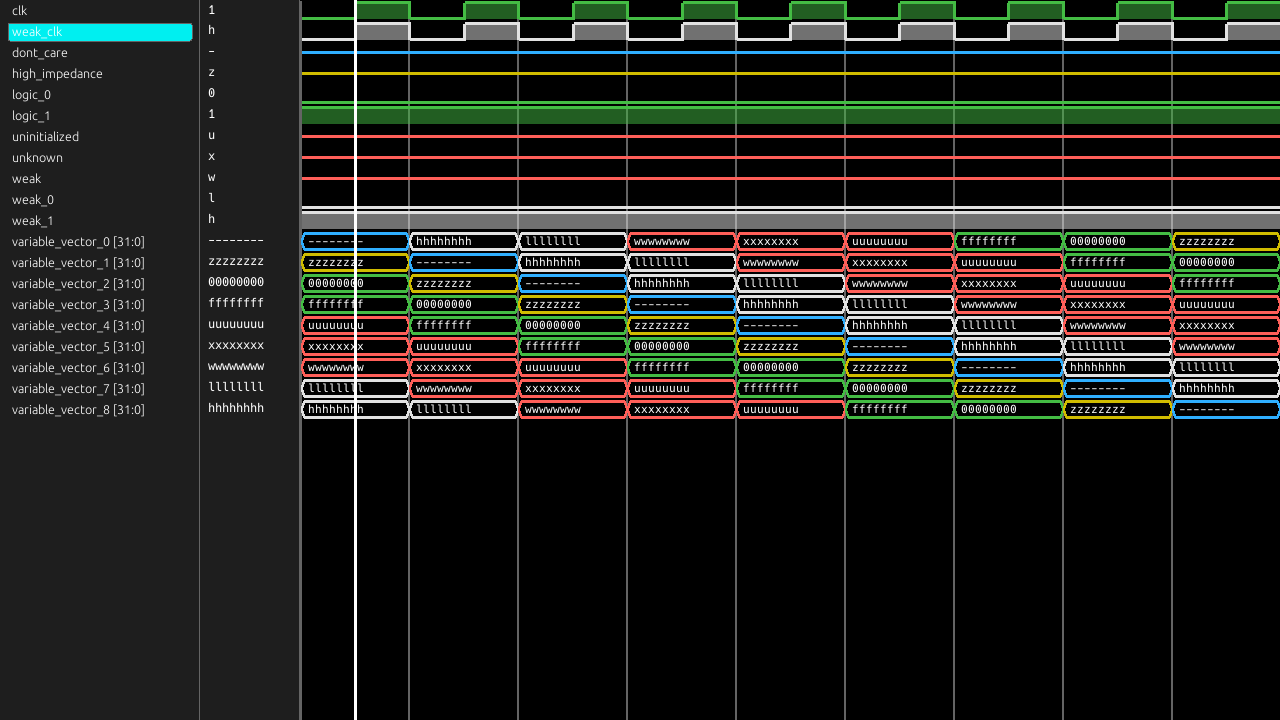 clk 1
weak_clk h
dont_care -
high_impedance z
logic_0 0
logic_1 1
uninitialized u
unknown x
weak w
weak_0 l
weak_1 h
variable_vector_0 [31:0] -------- -------- hhhhhhhh llllllll wwwwwwww xxxxxxxx uuuuuuuu ffffffff 00000000 zzzzzzzz
variable_vector_1 [31:0] zzzzzzzz zzzzzzzz -------- hhhhhhhh llllllll wwwwwwww xxxxxxxx uuuuuuuu ffffffff 00000000
variable_vector_2 [31:0] 00000000 00000000 zzzzzzzz -------- hhhhhhhh llllllll wwwwwwww xxxxxxxx uuuuuuuu ffffffff
variable_vector_3 [31:0] ffffffff ffffffff 00000000 zzzzzzzz -------- hhhhhhhh llllllll wwwwwwww xxxxxxxx uuuuuuuu
variable_vector_4 [31:0] uuuuuuuu uuuuuuuu ffffffff 00000000 zzzzzzzz -------- hhhhhhhh llllllll wwwwwwww xxxxxxxx
variable_vector_5 [31:0] xxxxxxxx xxxxxxxx uuuuuuuu ffffffff 00000000 zzzzzzzz -------- hhhhhhhh llllllll wwwwwwww
variable_vector_6 [31:0] wwwwwwww wwwwwwww xxxxxxxx uuuuuuuu ffffffff 00000000 zzzzzzzz -------- hhhhhhhh llllllll
variable_vector_7 [31:0] llllllll llllllll wwwwwwww xxxxxxxx uuuuuuuu ffffffff 00000000 zzzzzzzz -------- hhhhhhhh
variable_vector_8 [31:0] hhhhhhhh hhhhhhhh llllllll wwwwwwww xxxxxxxx uuuuuuuu ffffffff 00000000 zzzzzzzz --------